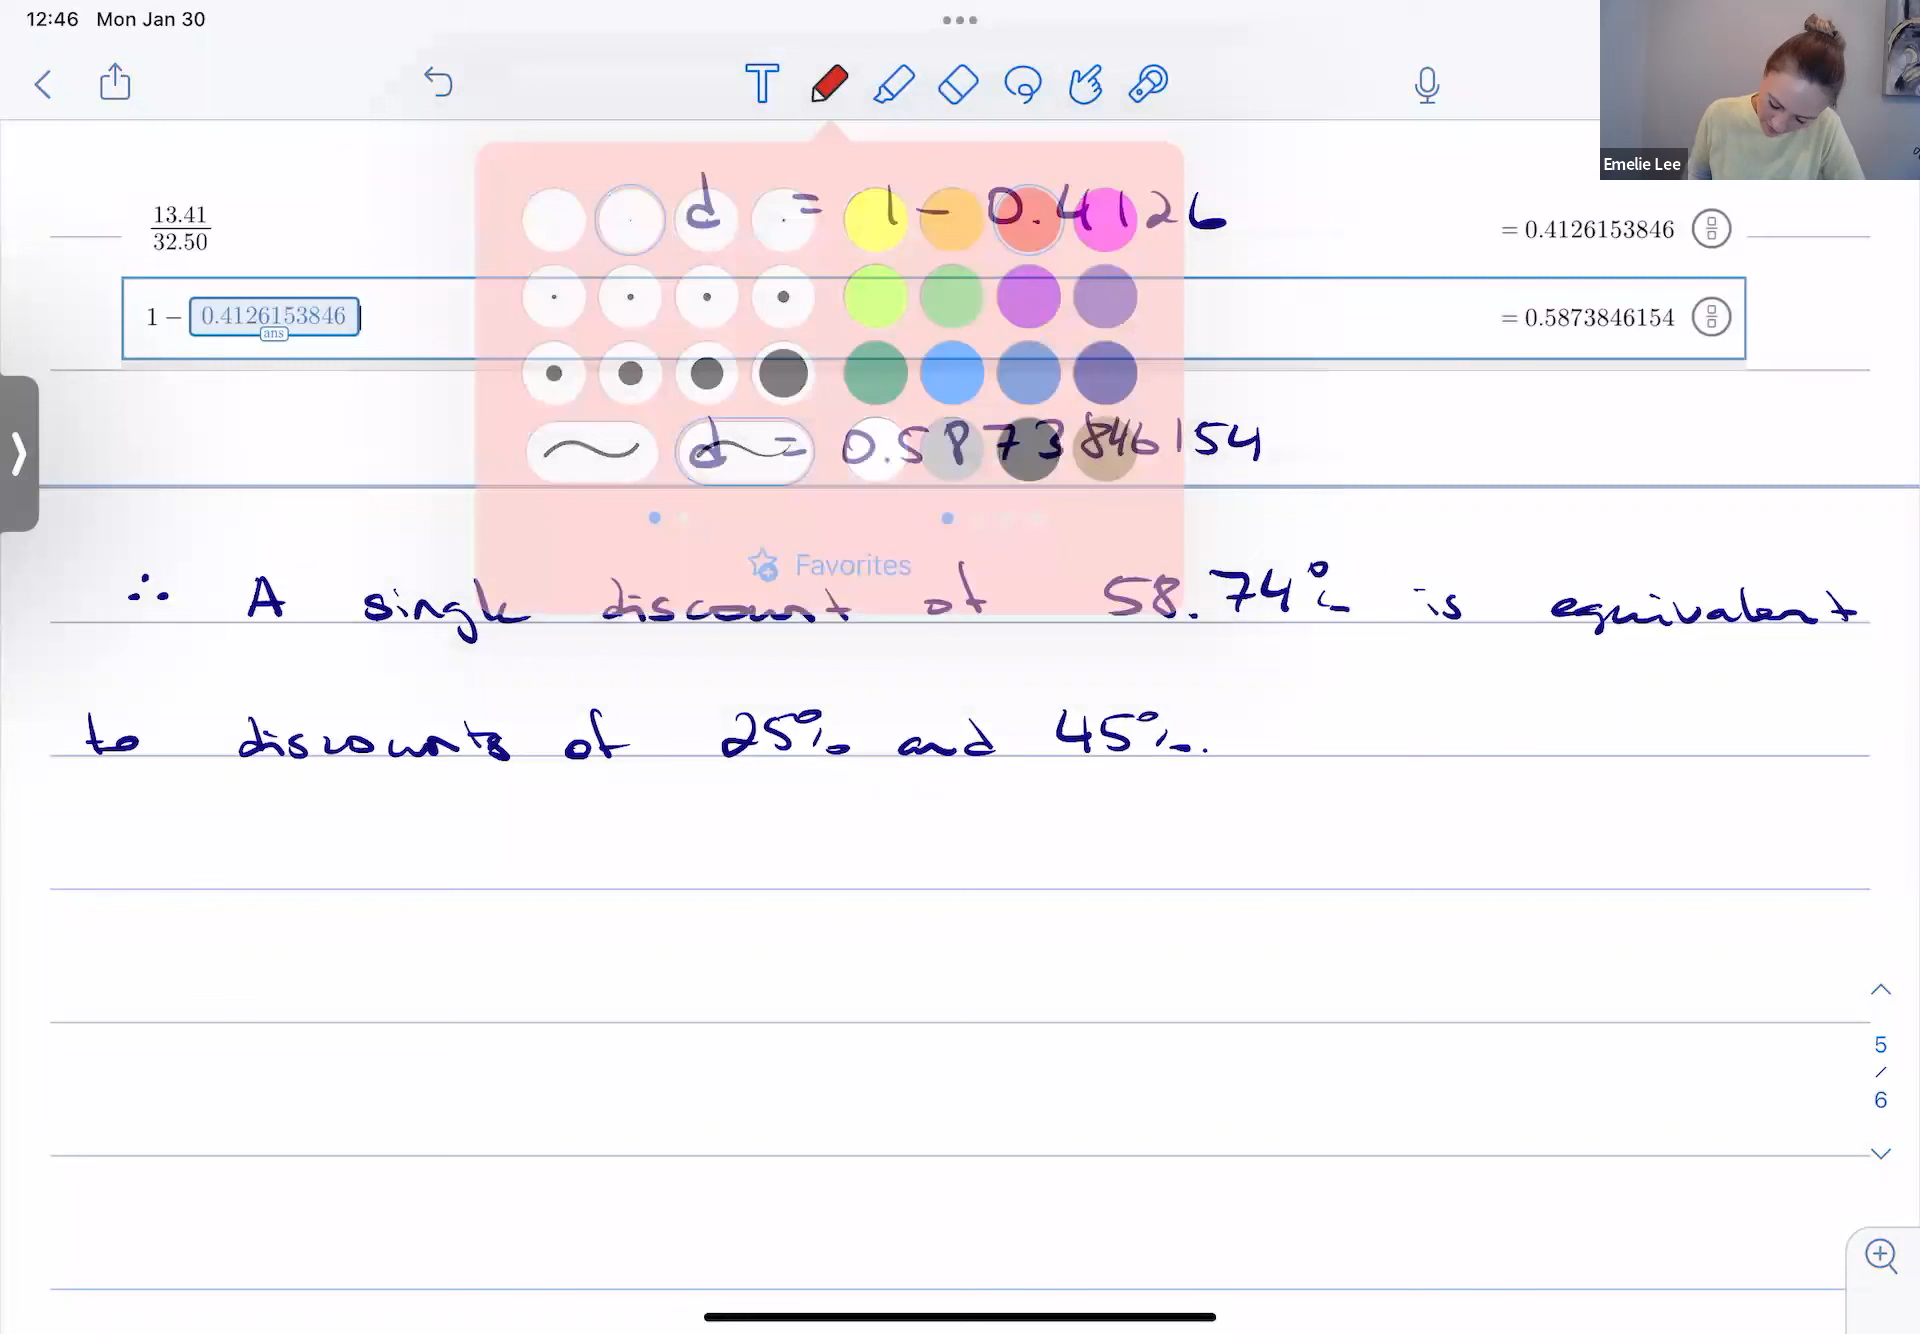 12:46 Mon Jan 30
Emelie Lee
d = 1 - 0.4126
13.41
32.50
= 0.4126153846
1 - 0.4126153846
ans
= 0.5873846154
d = 0.5873846154
Favorites
∴ A single discount of 58.74% is equivalent
to discounts of 25% and 45%.
5
/
6